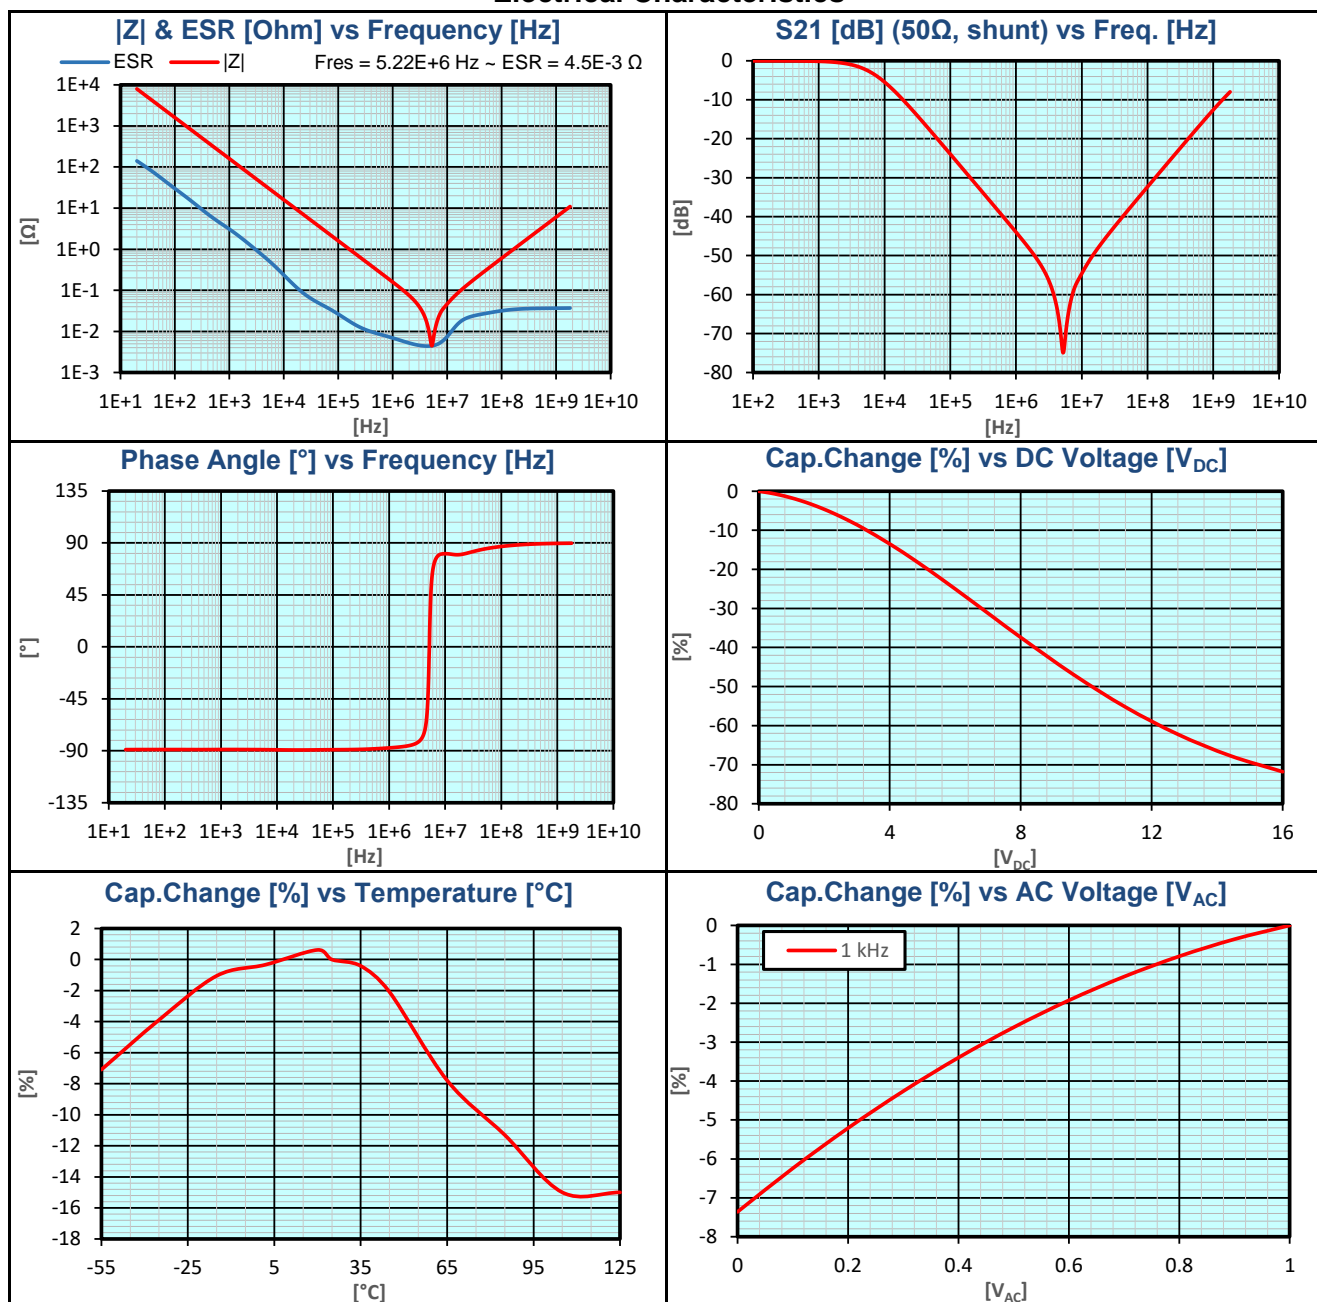 |Z| & ESR [Ohm] vs Frequency [Hz]
ESR |Z| Fres = 5.22E+6 Hz ~ ESR = 4.5E-3 Ω
1E+4
1E+3
1E+2
1E+1
1E+0
1E-1
1E-2
1E-3
[Ω]
1E+1 1E+2 1E+3 1E+4 1E+5 1E+6 1E+7 1E+8 1E+9 1E+10
[Hz]
S21 [dB] (50Ω, shunt) vs Freq. [Hz]
0
-10
-20
-30
-40
-50
-60
-70
-80
[dB]
1E+2 1E+3 1E+4 1E+5 1E+6 1E+7 1E+8 1E+9 1E+10
[Hz]
Phase Angle [°] vs Frequency [Hz]
135
90
45
0
-45
-90
-135
[°]
1E+1 1E+2 1E+3 1E+4 1E+5 1E+6 1E+7 1E+8 1E+9 1E+10
[Hz]
Cap.Change [%] vs DC Voltage [VDC]
0
-10
-20
-30
-40
-50
-60
-70
-80
[%]
0 4 8 12 16
[VDC]
Cap.Change [%] vs Temperature [°C]
2
0
-2
-4
-6
-8
-10
-12
-14
-16
-18
[%]
-55 -25 5 35 65 95 125
[°C]
Cap.Change [%] vs AC Voltage [VAC]
1 kHz
0
-1
-2
-3
-4
-5
-6
-7
-8
[%]
0 0.2 0.4 0.6 0.8 1
[VAC]